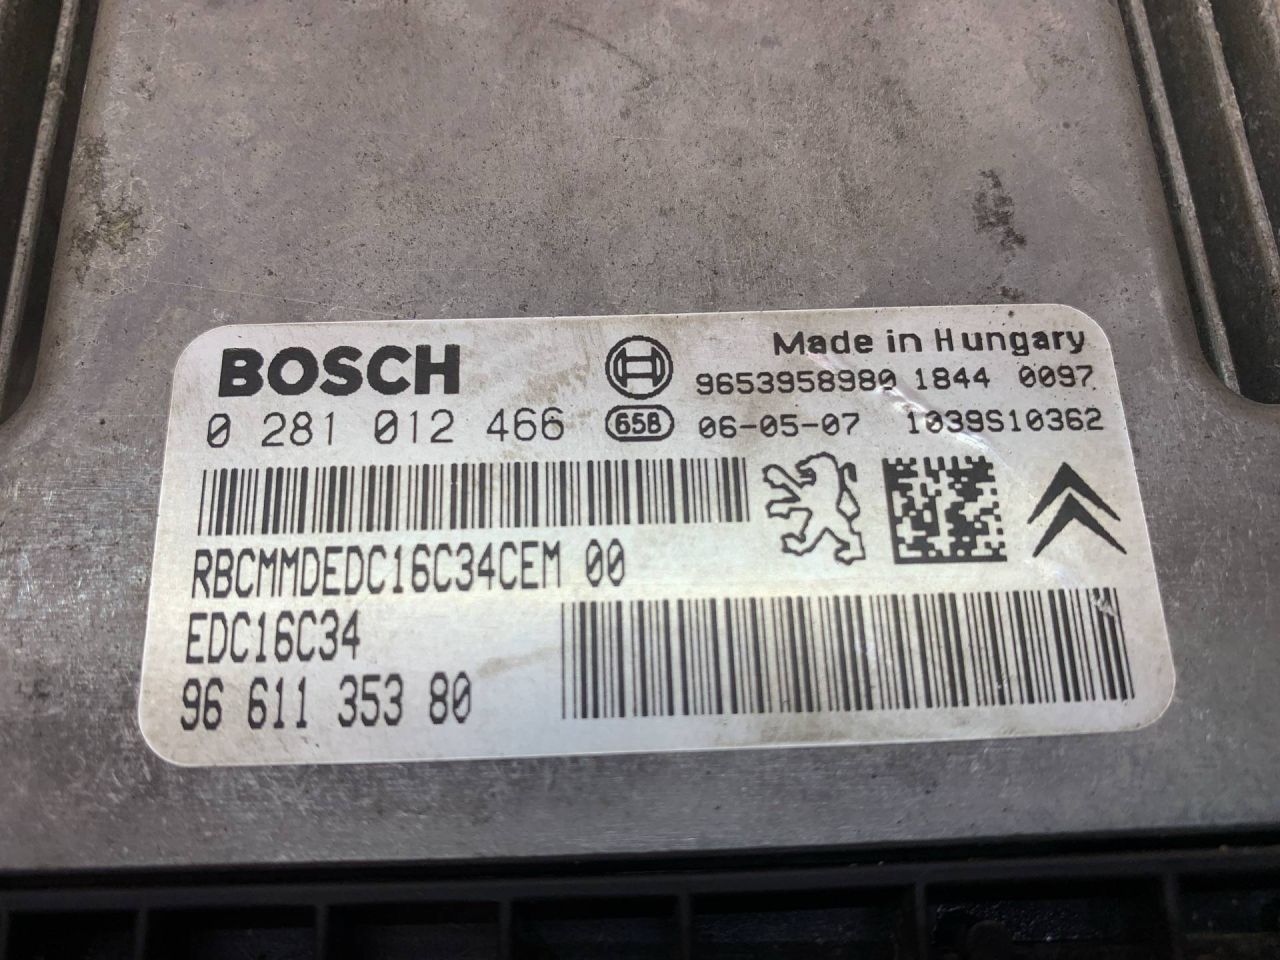 BOSCH
Made in Hungary
9653958980 1844 0097
0 281 012 466
658 06-05-07 1039S10362
RBCMMDEDC16C34CEM 00
EDC16C34
96 611 353 80